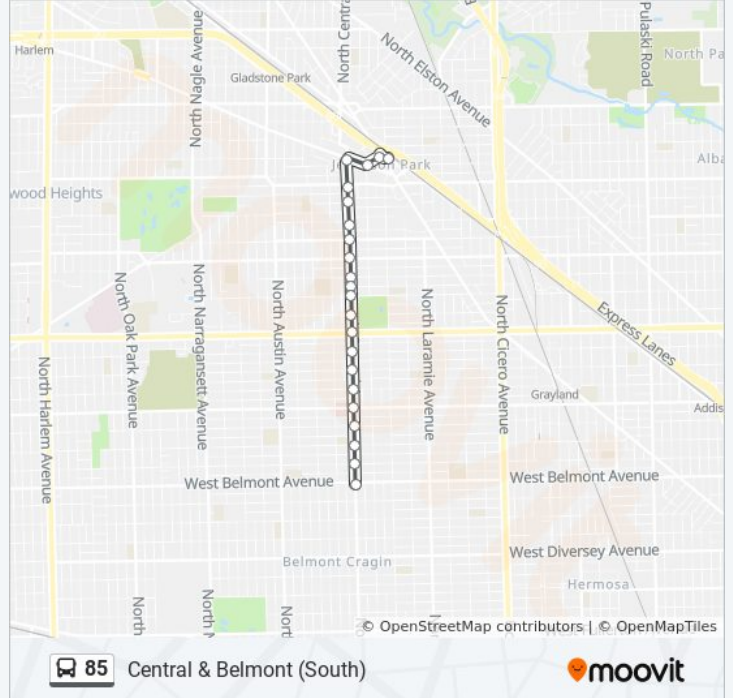 Harlem
North Nagle Avenue
North Centra
North Elston Avenue
Pulaski Road
North Pa
Gladstone Park
Park
Alba
wood Heights
North Oak Park Avenue
North Narragansett Avenue
North Austin Avenue
North Laramie Avenue
North Cicero Avenue
Express Lanes
North Harlem Avenue
Grayland
Addis
West Belmont Avenue
West Belmont Avenue
West Diversey Avenue
Belmont Cragin
Hermosa
North
North N
Nort
© OpenStreetMap contributors | © OpenMapTiles
85 Central & Belmont (South)
moovit